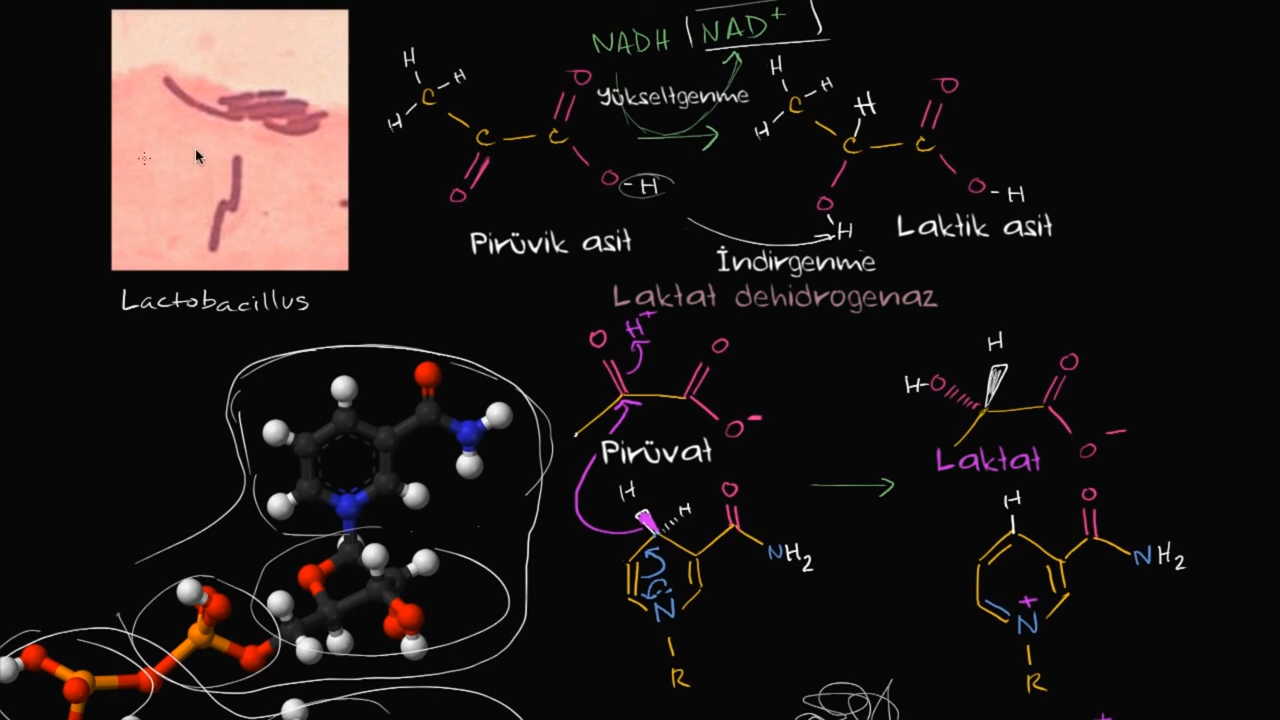 NADH NAD+
Yükseltgenme
H
H
H
C
O
C
C
O
O-H
Pirüvik asit
H
H
H
C
H
O
C
C
O
H
O-H
Laktik asit
İndirgenme
Laktat dehidrogenaz
Lactobacillus
H+
O
O
O-
Pirüvat
H
H
O
NH2
N
R
H
H-O
O
O-
Laktat
H
O
NH2
N+
R